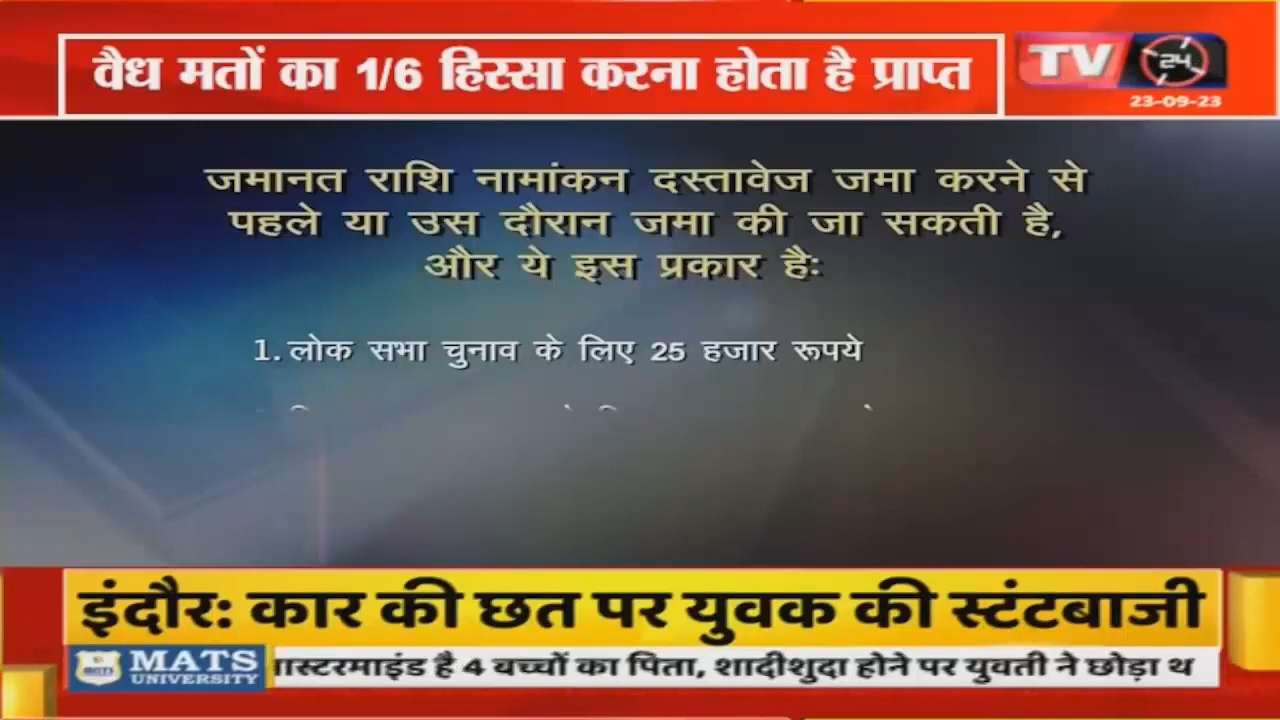 वैध मतों का 1/6 हिस्सा करना होता है प्राप्त
TV 24
23-09-23
जमानत राशि नामांकन दस्तावेज जमा करने से
पहले या उस दौरान जमा की जा सकती है,
और ये इस प्रकार हैः
1. लोक सभा चुनाव के लिए 25 हजार रूपये
इंदौर: कार की छत पर युवक की स्टंटबाजी
MATS
UNIVERSITY
है 4 बच्चों का पिता, शादीशुदा होने पर युवती ने छोड़ा